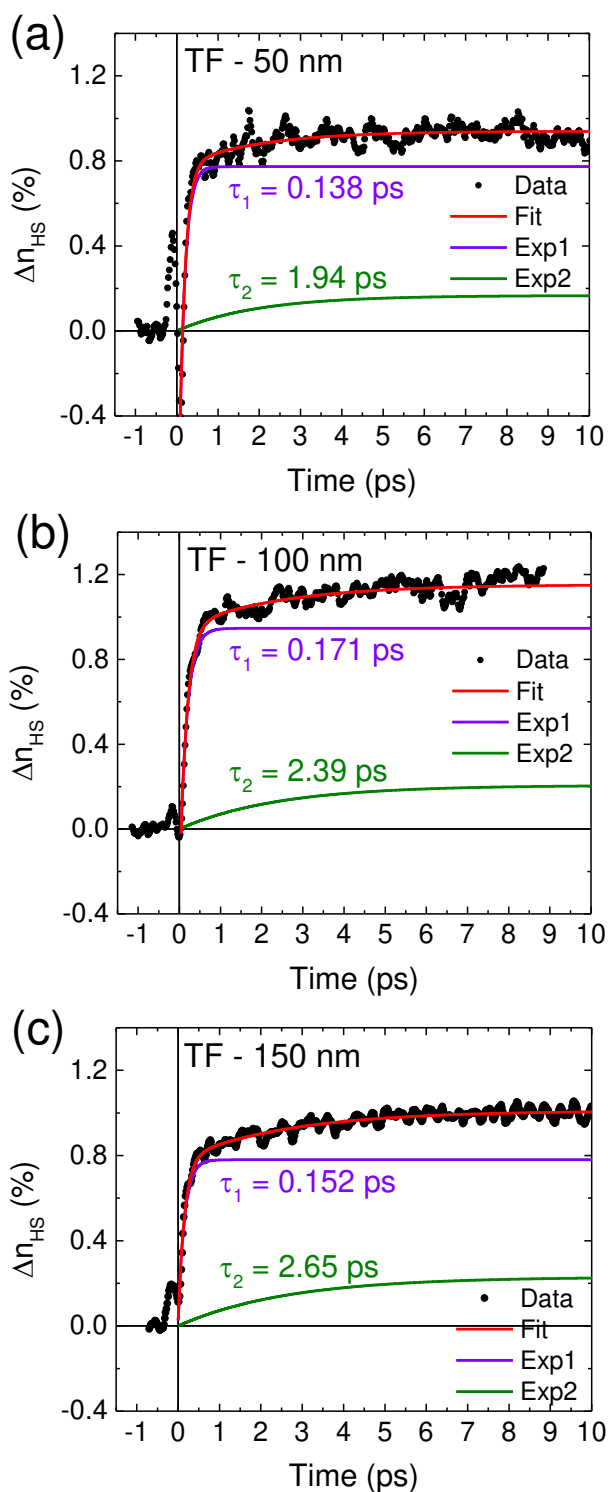 (a)
TF - 50 nm
Δn_HS (%)
1.2
0.8
0.4
0.0
-0.4
τ₁ = 0.138 ps
τ₂ = 1.94 ps
Data
Fit
Exp1
Exp2
-1 0 1 2 3 4 5 6 7 8 9 10
Time (ps)
(b)
TF - 100 nm
Δn_HS (%)
1.2
0.8
0.4
0.0
-0.4
τ₁ = 0.171 ps
τ₂ = 2.39 ps
Data
Fit
Exp1
Exp2
-1 0 1 2 3 4 5 6 7 8 9 10
Time (ps)
(c)
TF - 150 nm
Δn_HS (%)
1.2
0.8
0.4
0.0
-0.4
τ₁ = 0.152 ps
τ₂ = 2.65 ps
Data
Fit
Exp1
Exp2
-1 0 1 2 3 4 5 6 7 8 9 10
Time (ps)